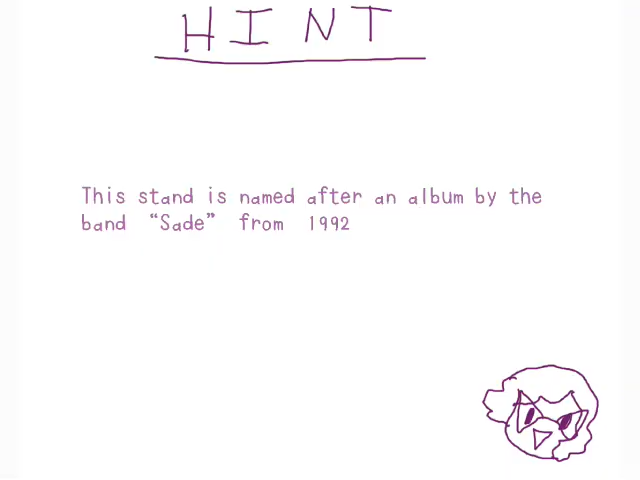 HINT
This stand is named after an album by the
band “Sade” from 1992